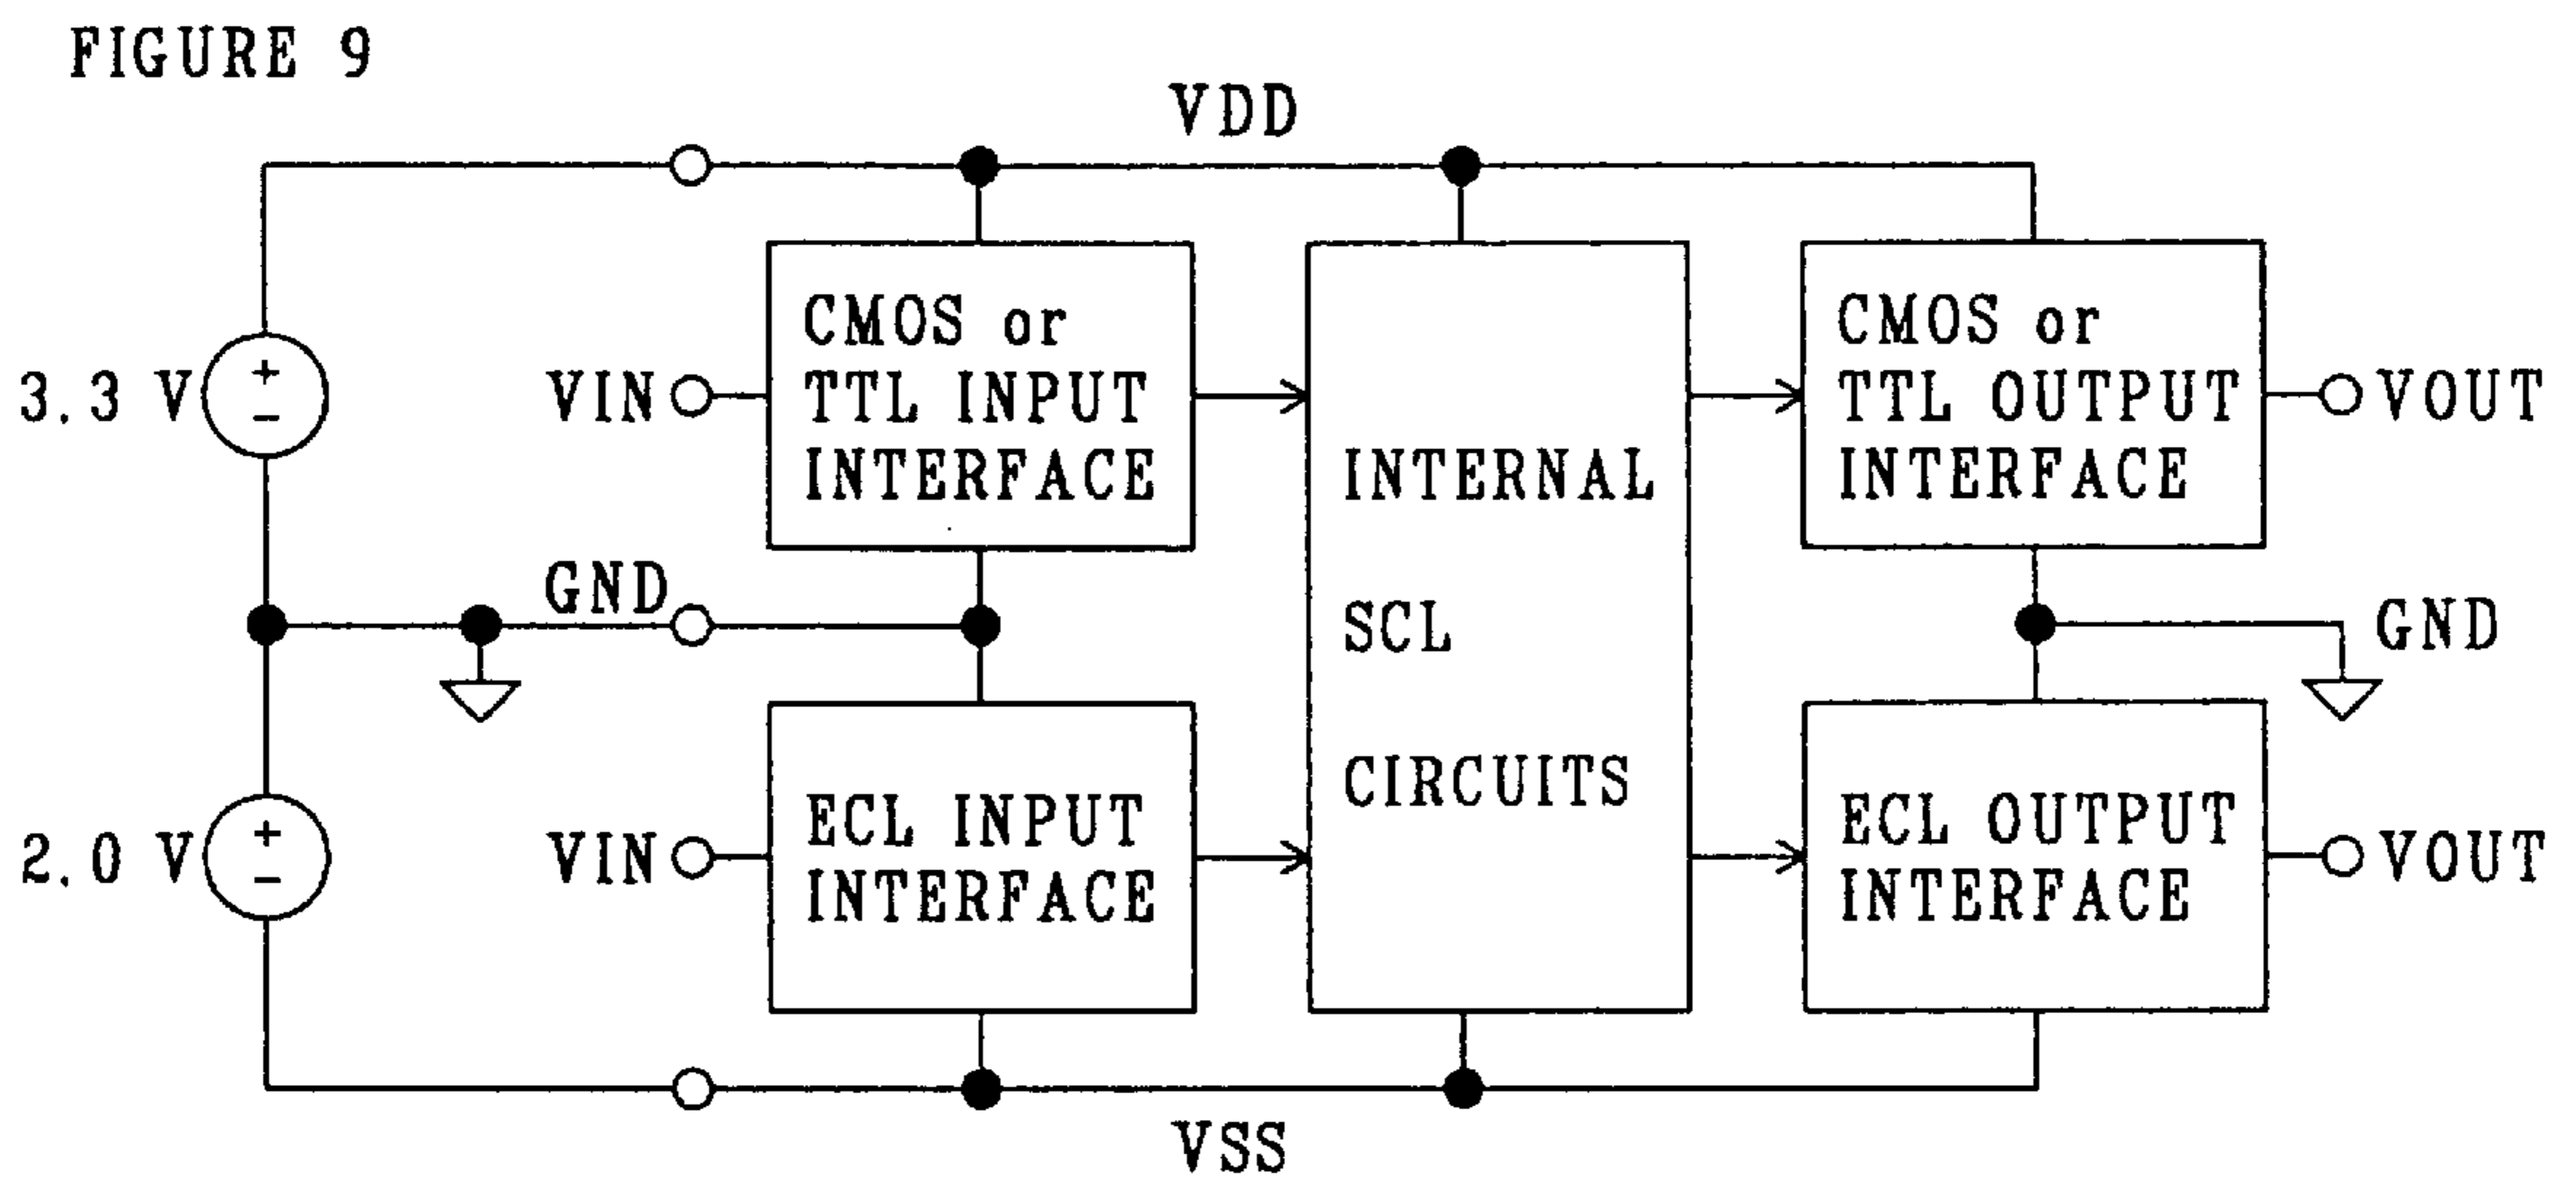 FIGURE 9
VDD
3.3 V
+
−
VIN
CMOS or
TTL INPUT
INTERFACE
INTERNAL
SCL
CIRCUITS
CMOS or
TTL OUTPUT
INTERFACE
VOUT
GND
GND
2.0 V
+
−
VIN
ECL INPUT
INTERFACE
ECL OUTPUT
INTERFACE
VOUT
VSS